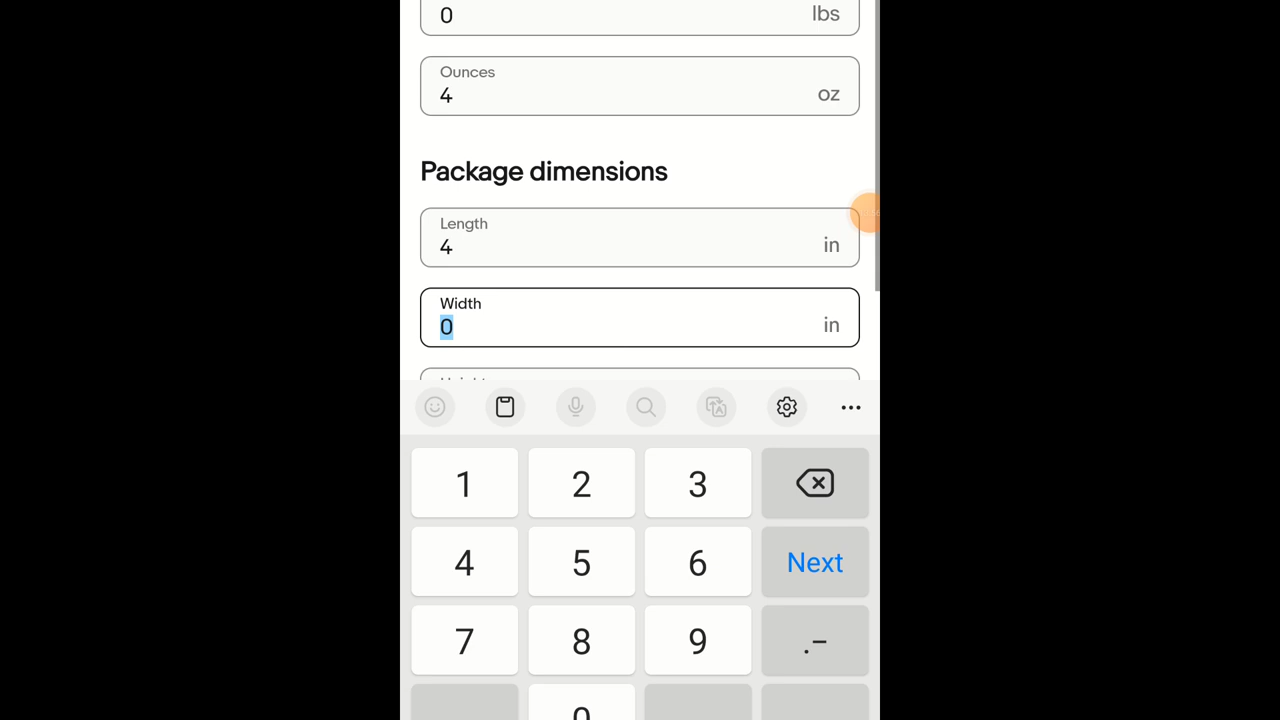 0 lbs
Ounces
4 oz
Package dimensions
Length
4 in
Width
0 in
1 2 3
4 5 6 Next
7 8 9 .-
0